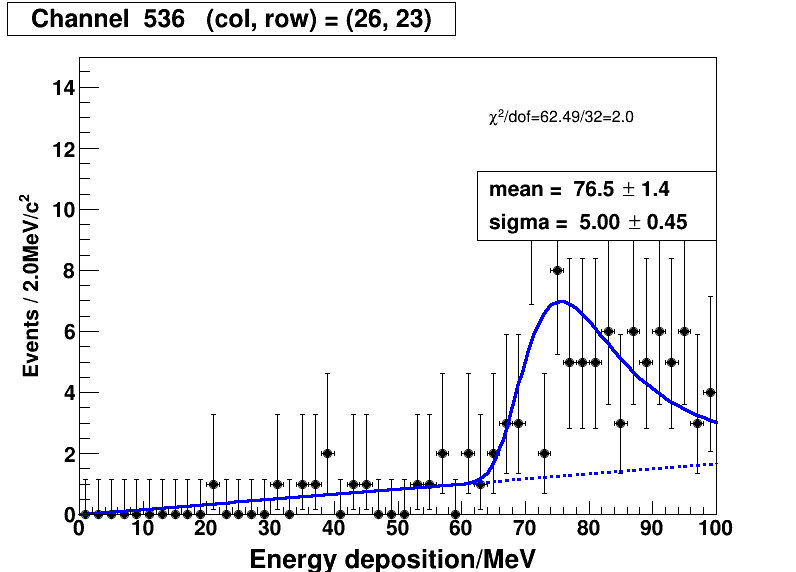 Channel 536 (col, row) = (26, 23)
χ²/dof=62.49/32=2.0
mean = 76.5 ± 1.4
sigma = 5.00 ± 0.45
Events / 2.0MeV/c²
14
12
10
8
6
4
2
0
0 10 20 30 40 50 60 70 80 90 100
Energy deposition/MeV